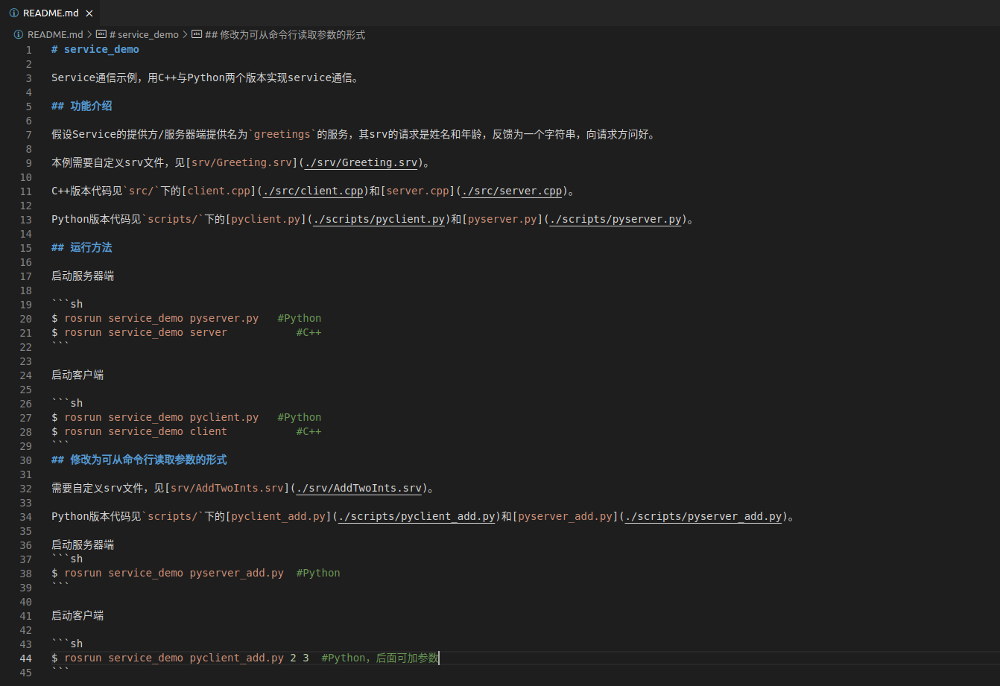 README.md ×
README.md > # service_demo > ## 修改为可从命令行读取参数的形式
1 # service_demo
2
3 Service通信示例，用C++与Python两个版本实现service通信。
4
5 ## 功能介绍
6
7 假设Service的提供方/服务器端提供名为`greetings`的服务，其srv的请求是姓名和年龄，反馈为一个字符串，向请求方问好。
8
9 本例需要自定义srv文件，见[srv/Greeting.srv](./srv/Greeting.srv)。
10
11 C++版本代码见`src/`下的[client.cpp](./src/client.cpp)和[server.cpp](./src/server.cpp)。
12
13 Python版本代码见`scripts/`下的[pyclient.py](./scripts/pyclient.py)和[pyserver.py](./scripts/pyserver.py)。
14
15 ## 运行方法
16
17 启动服务器端
18
19 ```sh
20 $ rosrun service_demo pyserver.py   #Python
21 $ rosrun service_demo server           #C++
22 ```
23
24 启动客户端
25
26 ```sh
27 $ rosrun service_demo pyclient.py   #Python
28 $ rosrun service_demo client           #C++
29 ```
30 ## 修改为可从命令行读取参数的形式
31
32 需要自定义srv文件，见[srv/AddTwoInts.srv](./srv/AddTwoInts.srv)。
33
34 Python版本代码见`scripts/`下的[pyclient_add.py](./scripts/pyclient_add.py)和[pyserver_add.py](./scripts/pyserver_add.py)。
35
36 启动服务器端
37 ```sh
38 $ rosrun service_demo pyserver_add.py  #Python
39 ```
40
41 启动客户端
42
43 ```sh
44 $ rosrun service_demo pyclient_add.py 2 3  #Python，后面可加参数
45 ```